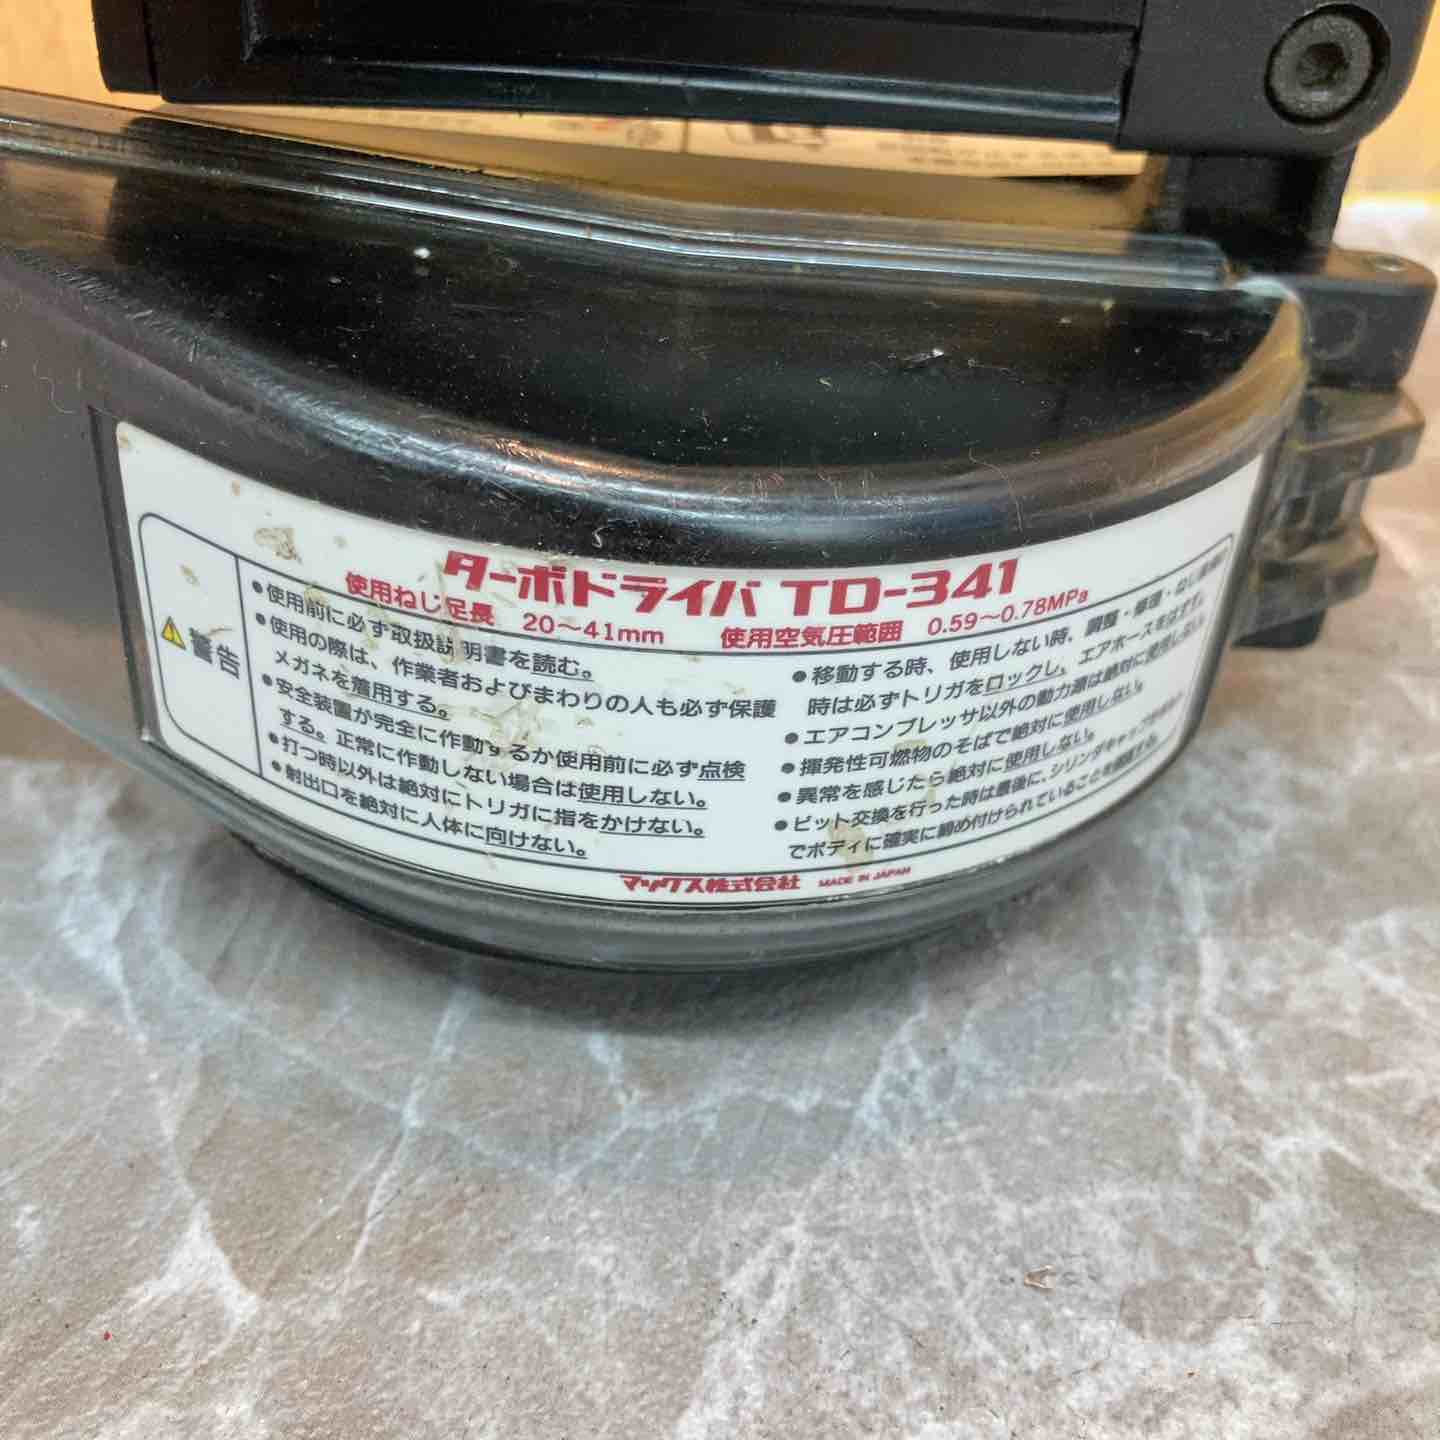 ターボドライバ TD-341
使用ねじ足長 20〜41mm 使用空気圧範囲 0.59〜0.78MPa
警告
●使用前に必ず取扱説明書を読む。
●使用の際は、作業者およびまわりの人も必ず保護
メガネを着用する。
●安全装置が完全に作動するか使用前に必ず点検
する。正常に作動しない場合は使用しない。
●打つ時以外は絶対にトリガに指をかけない。
●射出口を絶対に人体に向けない。
●移動する時、使用しない時、調整・修理・ねじ
時は必ずトリガをロックし、エアホースをはずす。
●エアコンプレッサ以外の動力源は絶対に使用しない。
●揮発性可燃物のそばで絶対に使用しない。
●異常を感じたら絶対に使用しない。
●ビット交換を行った時は最後に、シリンダキャップ
でボディに確実に締め付けられていることを確認する。
マックス株式会社 MADE IN JAPAN